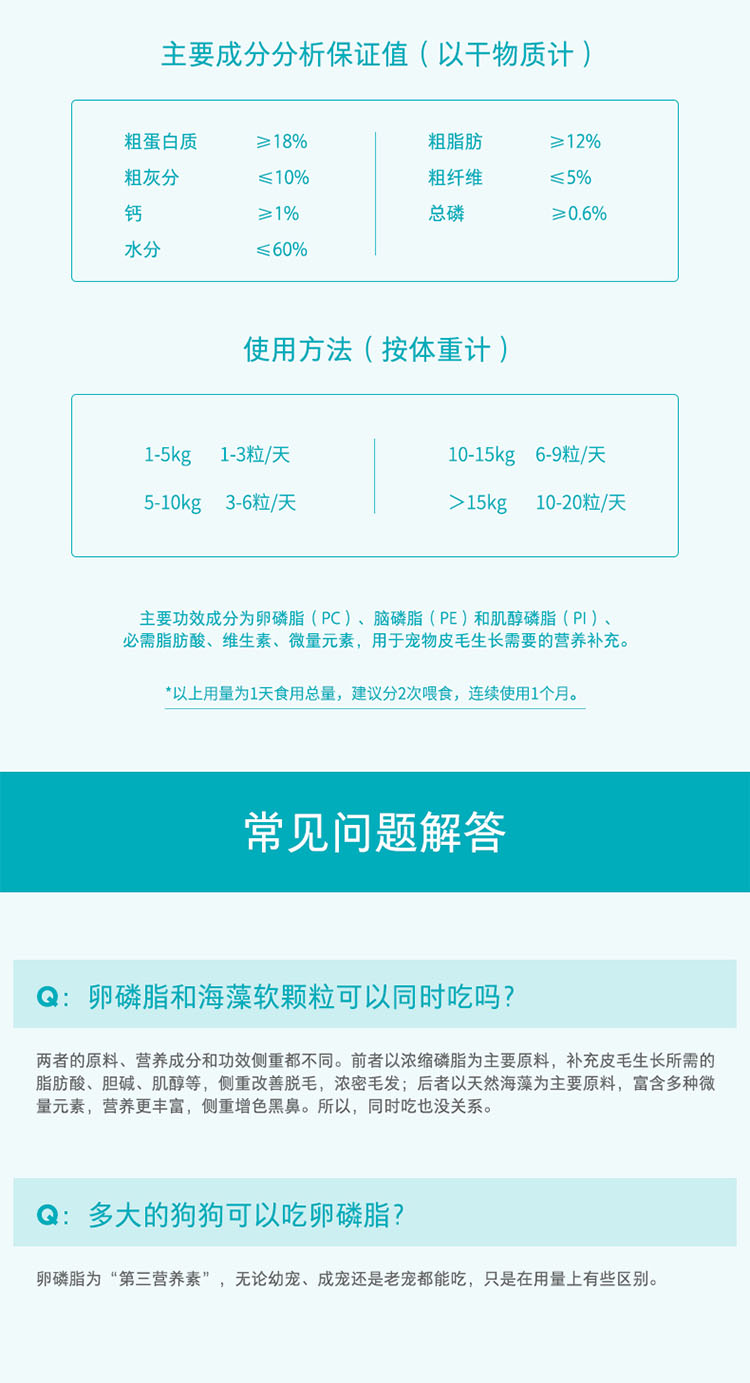 主要成分分析保证值（以干物质计）
粗蛋白质 ≥18%
粗灰分 ≤10%
钙 ≥1%
水分 ≤60%
粗脂肪 ≥12%
粗纤维 ≤5%
总磷 ≥0.6%
使用方法（按体重计）
1-5kg 1-3粒/天
5-10kg 3-6粒/天
10-15kg 6-9粒/天
＞15kg 10-20粒/天
主要功效成分为卵磷脂（PC）、脑磷脂（PE）和肌醇磷脂（PI）、
必需脂肪酸、维生素、微量元素，用于宠物皮毛生长需要的营养补充。
*以上用量为1天食用总量，建议分2次喂食，连续使用1个月。
常见问题解答
Q：卵磷脂和海藻软颗粒可以同时吃吗？
两者的原料、营养成分和功效侧重都不同。前者以浓缩磷脂为主要原料，补充皮毛生长所需的
脂肪酸、胆碱、肌醇等，侧重改善脱毛，浓密毛发；后者以天然海藻为主要原料，富含多种微
量元素，营养更丰富，侧重增色黑鼻。所以，同时吃也没关系。
Q：多大的狗狗可以吃卵磷脂？
卵磷脂为“第三营养素”，无论幼宠、成宠还是老宠都能吃，只是在用量上有些区别。